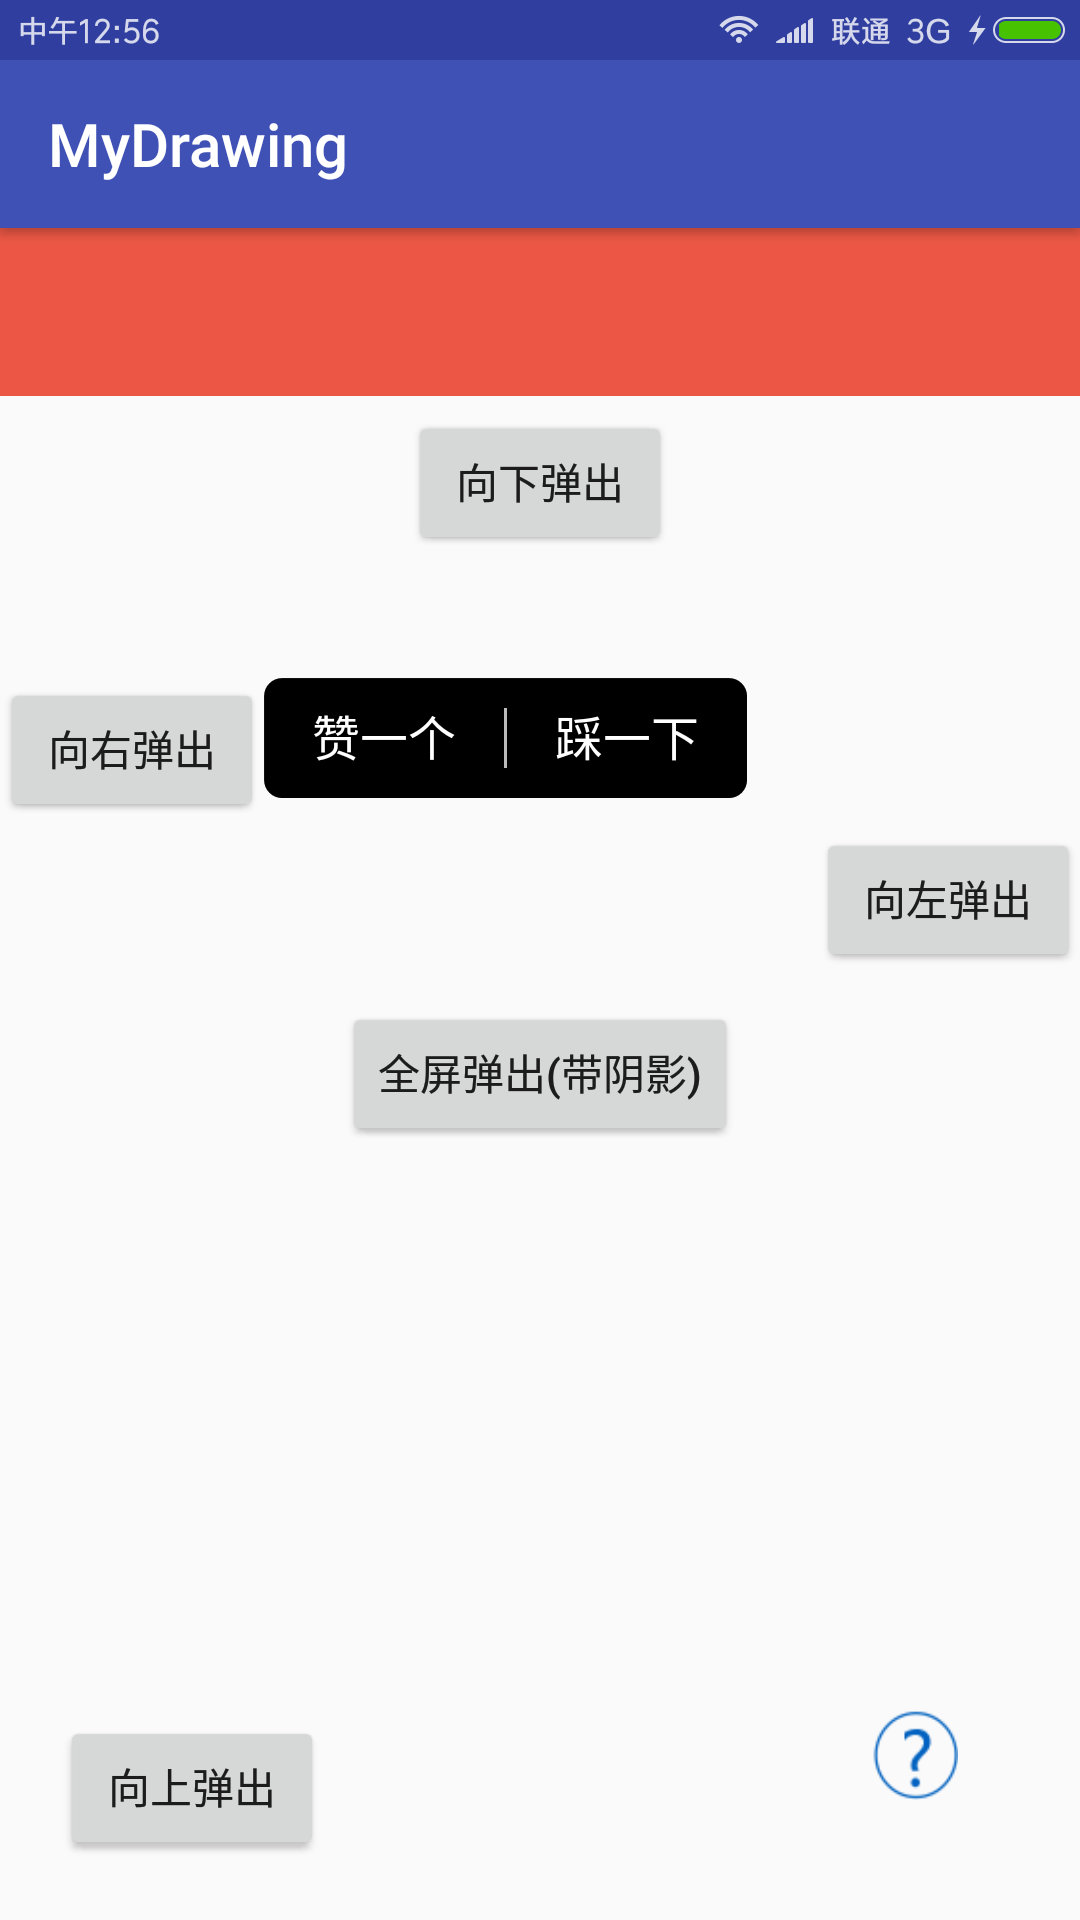 中午12:56 联通 3G
MyDrawing
向下弹出
向右弹出 赞一个 踩一下
向左弹出
全屏弹出(带阴影)
?
向上弹出